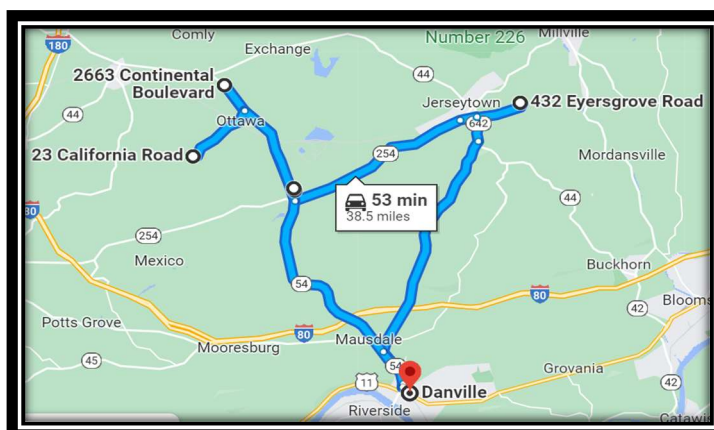 Comly
Number 226
Millville
180
Exchange
2663 Continental
Boulevard
44
44
Jerseytown
432 Eyersgrove Road
Ottawa
642
23 California Road
254
Mordansville
53 min
38.5 miles
44
80
254
Mexico
Buckhorn
54
80
Blooms
42
Potts Grove
80
Mausdale
Mooresburg
45
54
Grovania
11
42
Danville
Riverside
Catawis